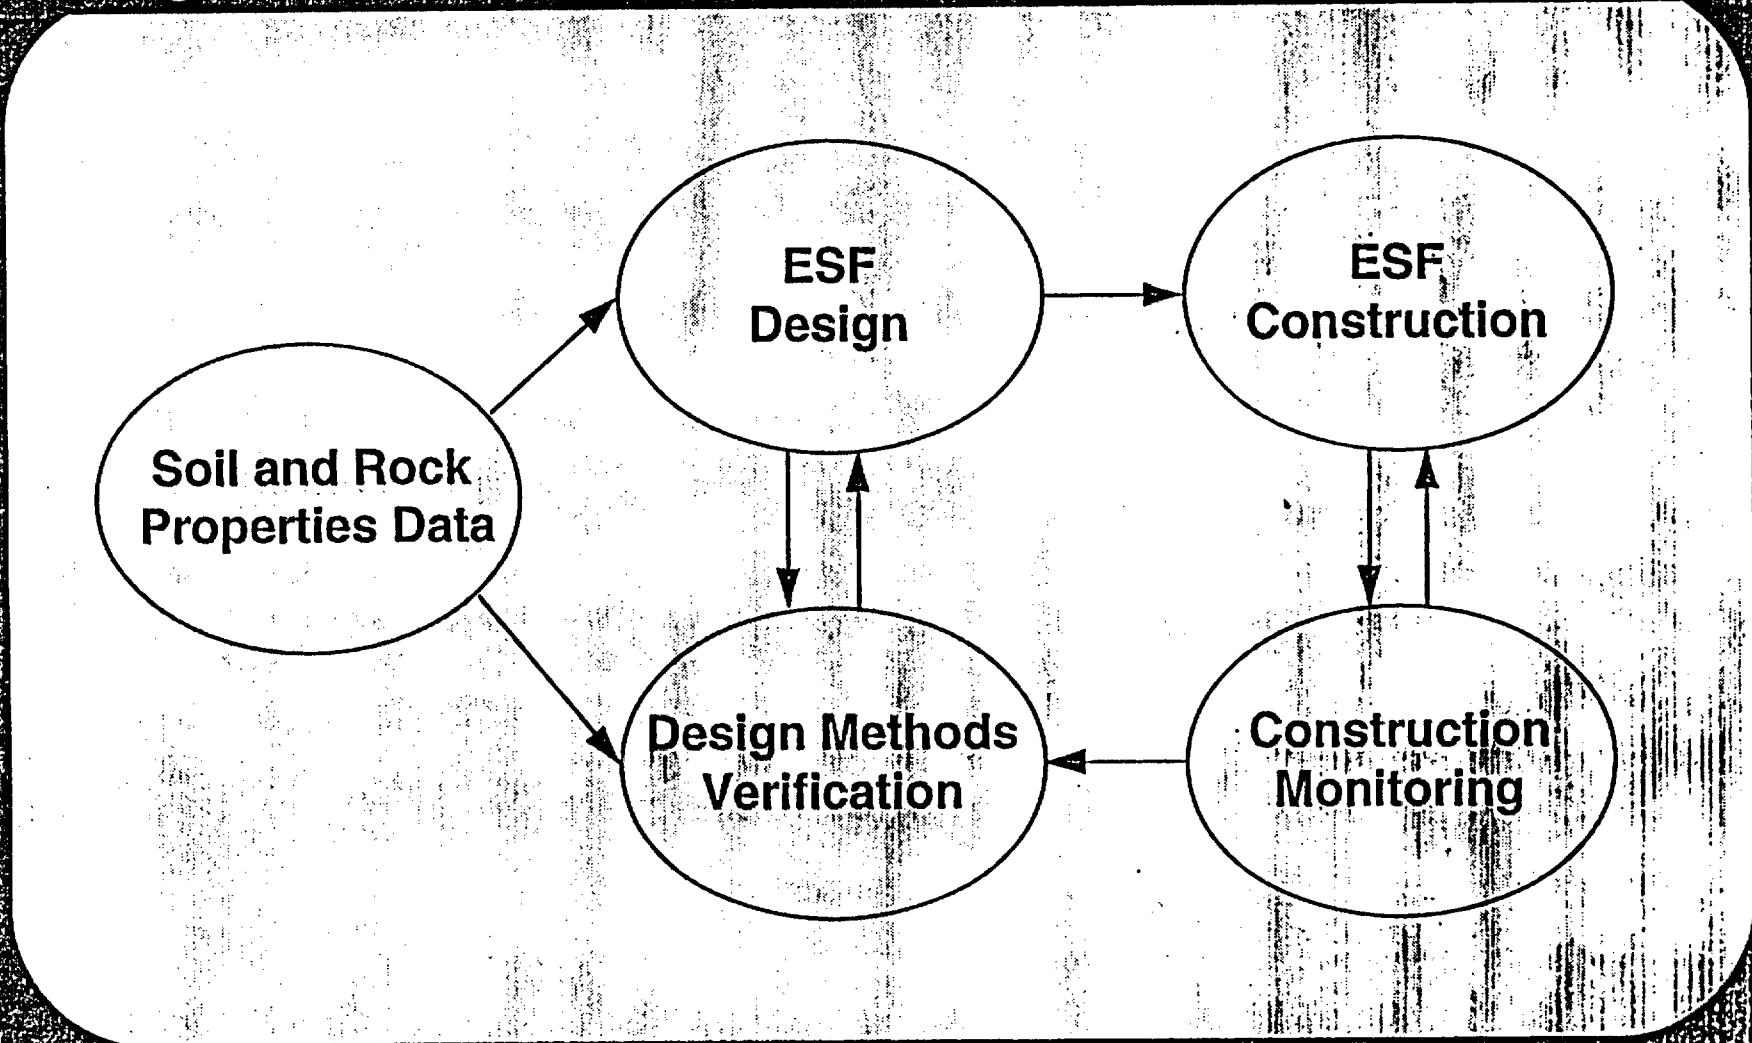 ESF
Design
ESF
Construction
Soil and Rock
Properties Data
Design Methods
Verification
Construction
Monitoring